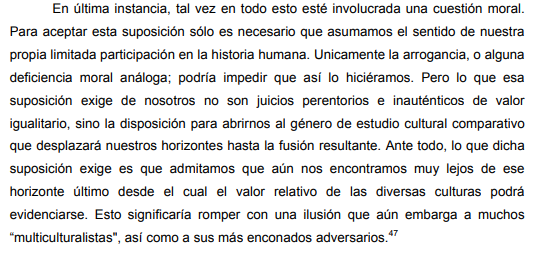 En última instancia, tal vez en todo esto esté involucrada una cuestión moral.
Para aceptar esta suposición sólo es necesario que asumamos el sentido de nuestra
propia limitada participación en la historia humana. Unicamente la arrogancia, o alguna
deficiencia moral análoga; podría impedir que así lo hiciéramos. Pero lo que esa
suposición exige de nosotros no son juicios perentorios e inauténticos de valor
igualitario, sino la disposición para abrirnos al género de estudio cultural comparativo
que desplazará nuestros horizontes hasta la fusión resultante. Ante todo, lo que dicha
suposición exige es que admitamos que aún nos encontramos muy lejos de ese
horizonte último desde el cual el valor relativo de las diversas culturas podrá
evidenciarse. Esto significaría romper con una ilusión que aún embarga a muchos
“multiculturalistas", así como a sus más enconados adversarios.47